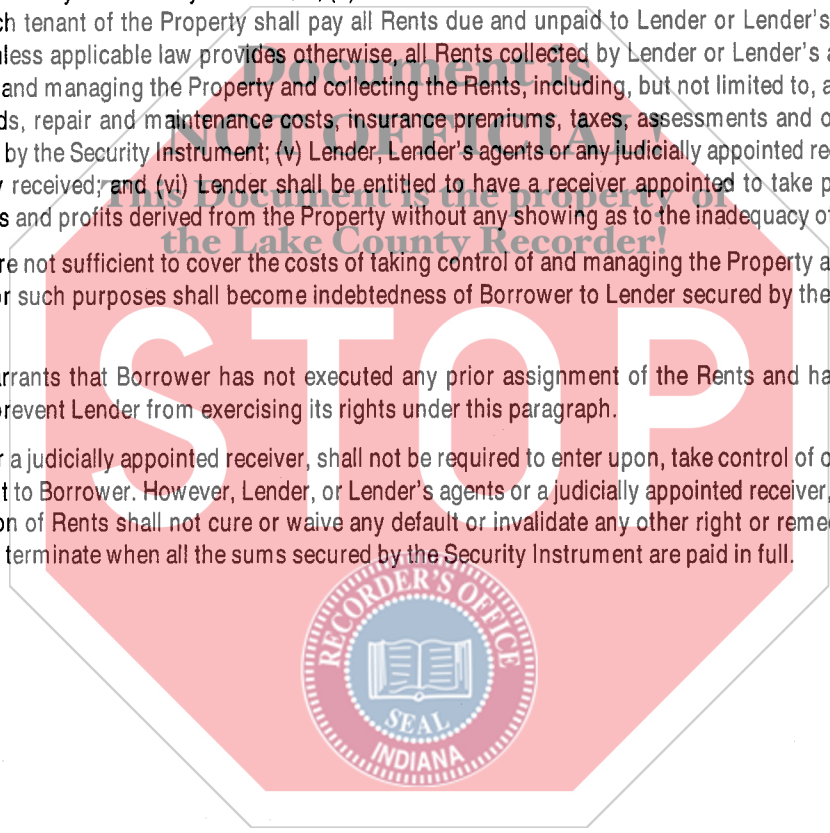 ch tenant of the Property shall pay all Rents due and unpaid to Lender or Lender's
less applicable law provides otherwise, all Rents collected by Lender or Lender's a
and managing the Property and collecting the Rents, including, but not limited to, a
ds, repair and maintenance costs, insurance premiums, taxes, assessments and o
by the Security Instrument; (v) Lender, Lender's agents or any judicially appointed re
y received; and (vi) Lender shall be entitled to have a receiver appointed to take p
s and profits derived from the Property without any showing as to the inadequacy of
re not sufficient to cover the costs of taking control of and managing the Property a
or such purposes shall become indebtedness of Borrower to Lender secured by the
rrants that Borrower has not executed any prior assignment of the Rents and ha
prevent Lender from exercising its rights under this paragraph.
r a judicially appointed receiver, shall not be required to enter upon, take control of o
t to Borrower. However, Lender, or Lender's agents or a judicially appointed receiver,
on of Rents shall not cure or waive any default or invalidate any other right or reme
terminate when all the sums secured by the Security Instrument are paid in full.
Document is
NOT OFFICIAL!
This Document is the property of
the Lake County Recorder!
STOP
RECORDER'S OFFICE
SEAL
INDIANA